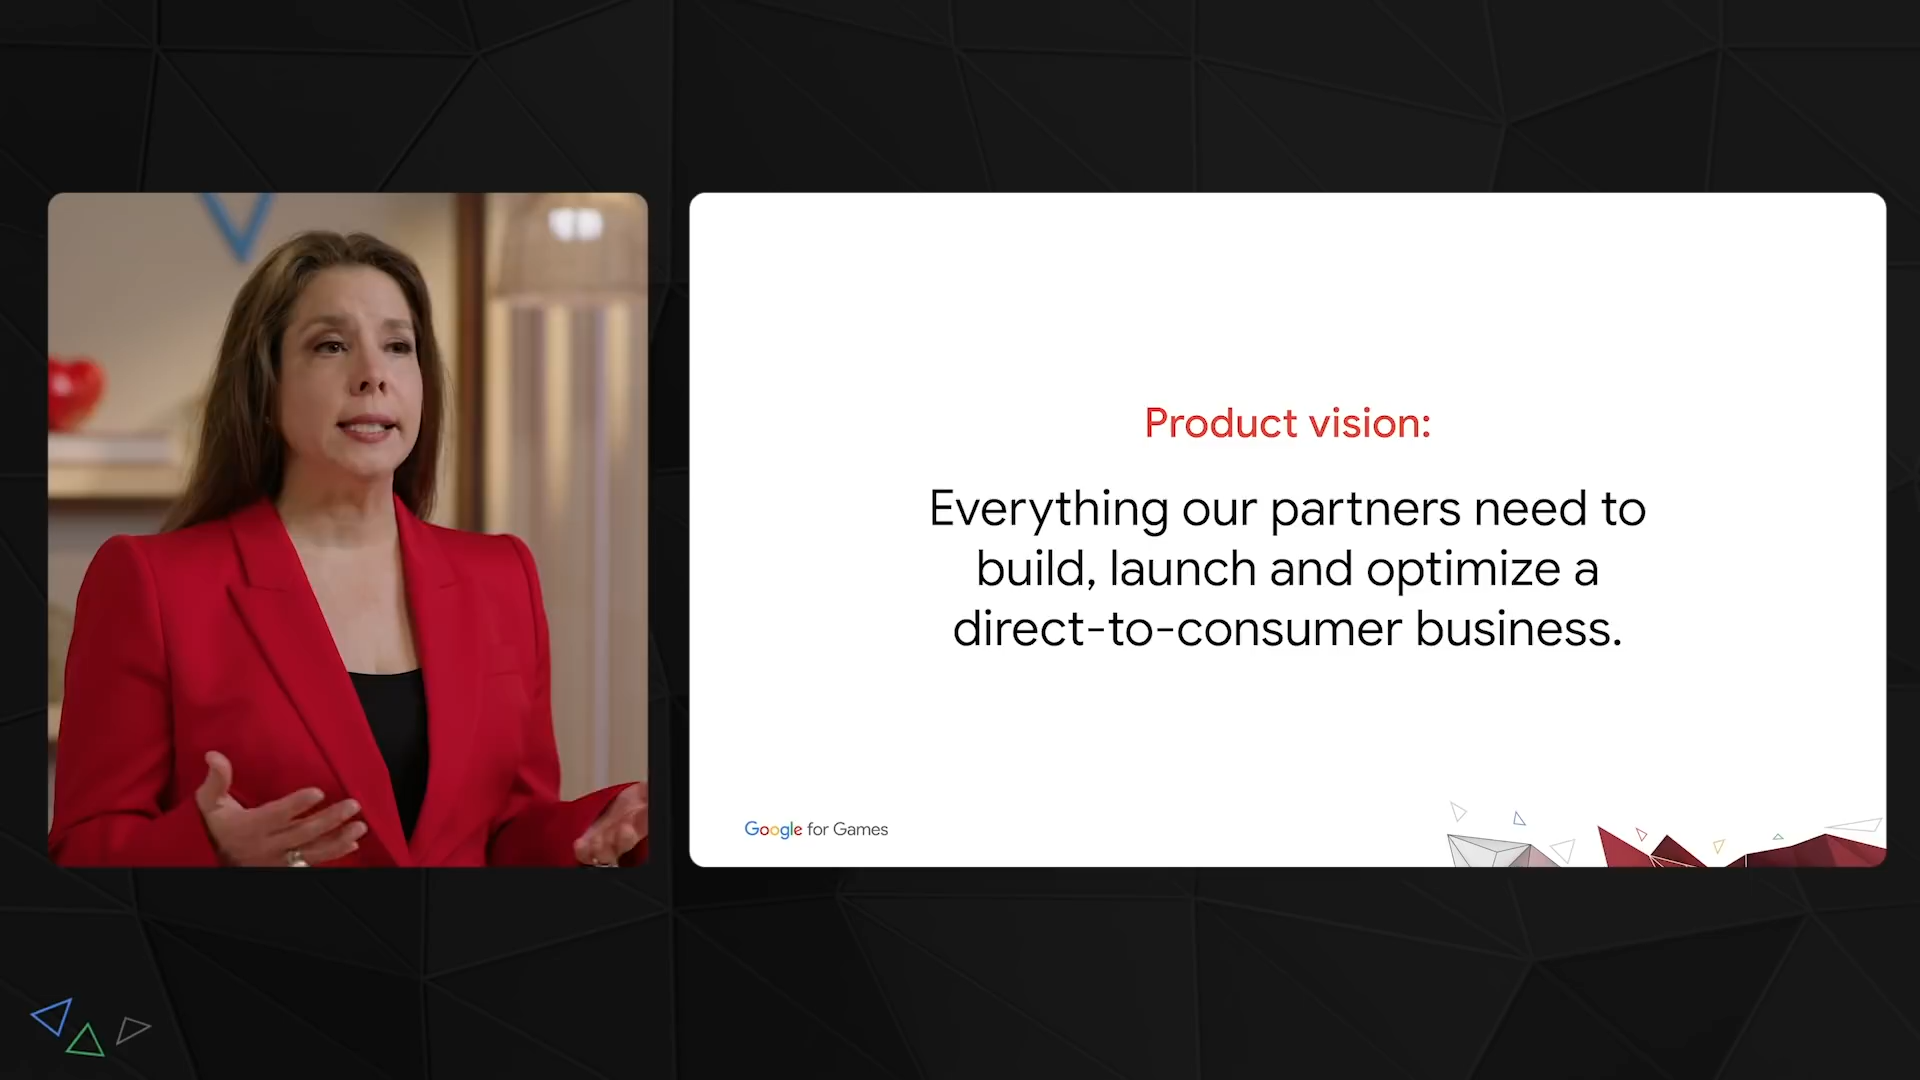 Product vision:
Everything our partners need to
build, launch and optimize a
direct-to-consumer business.
Google for Games